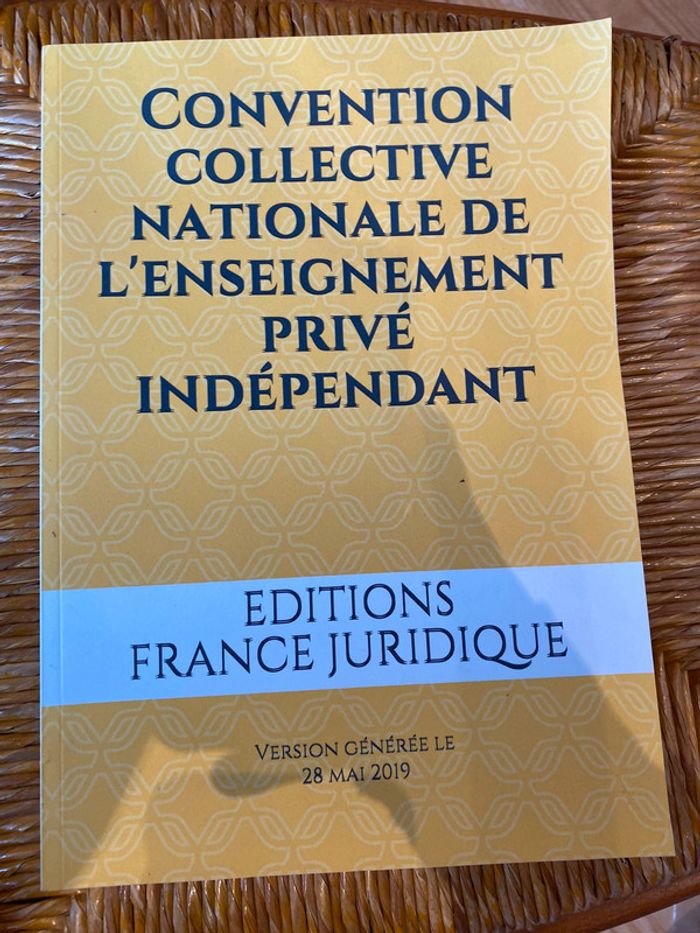 CONVENTION
COLLECTIVE
NATIONALE DE
L'ENSEIGNEMENT
PRIVÉ
INDÉPENDANT
EDITIONS
FRANCE JURIDIQUE
VERSION GÉNÉRÉE LE
28 MAI 2019